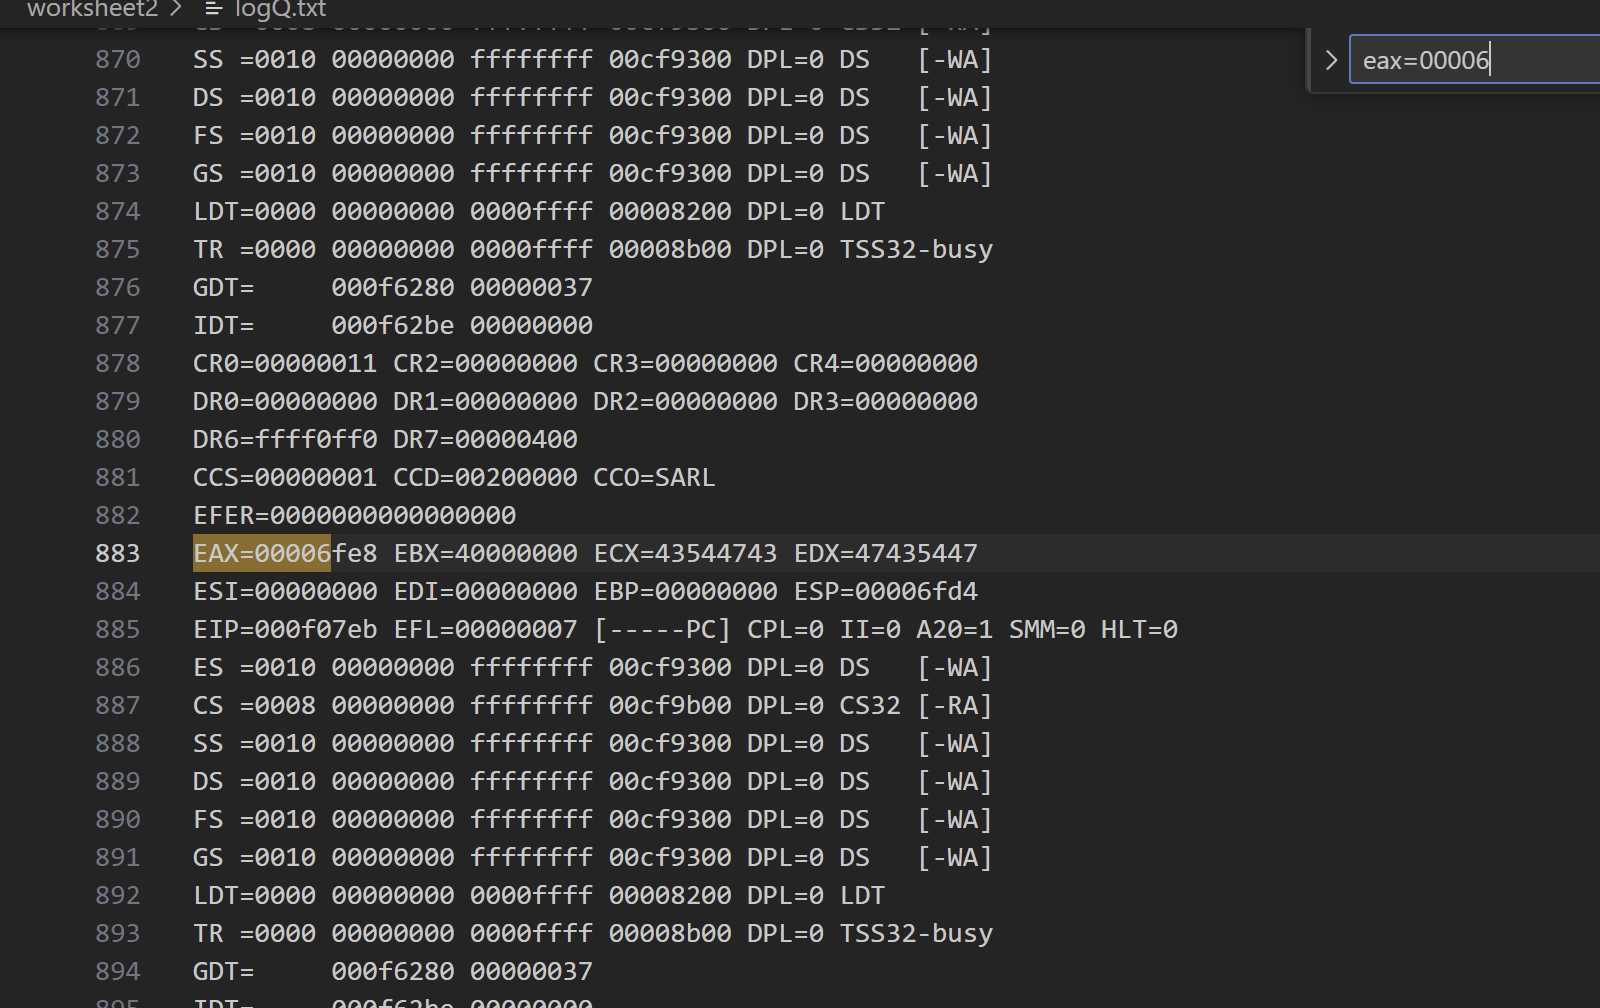 worksheet2 > logQ.txt
eax=00006
870 SS =0010 00000000 ffffffff 00cf9300 DPL=0 DS   [-WA]
871 DS =0010 00000000 ffffffff 00cf9300 DPL=0 DS   [-WA]
872 FS =0010 00000000 ffffffff 00cf9300 DPL=0 DS   [-WA]
873 GS =0010 00000000 ffffffff 00cf9300 DPL=0 DS   [-WA]
874 LDT=0000 00000000 0000ffff 00008200 DPL=0 LDT
875 TR =0000 00000000 0000ffff 00008b00 DPL=0 TSS32-busy
876 GDT=     000f6280 00000037
877 IDT=     000f62be 00000000
878 CR0=00000011 CR2=00000000 CR3=00000000 CR4=00000000
879 DR0=00000000 DR1=00000000 DR2=00000000 DR3=00000000
880 DR6=ffff0ff0 DR7=00000400
881 CCS=00000001 CCD=00200000 CCO=SARL
882 EFER=0000000000000000
883 EAX=00006fe8 EBX=40000000 ECX=43544743 EDX=47435447
884 ESI=00000000 EDI=00000000 EBP=00000000 ESP=00006fd4
885 EIP=000f07eb EFL=00000007 [-----PC] CPL=0 II=0 A20=1 SMM=0 HLT=0
886 ES =0010 00000000 ffffffff 00cf9300 DPL=0 DS   [-WA]
887 CS =0008 00000000 ffffffff 00cf9b00 DPL=0 CS32 [-RA]
888 SS =0010 00000000 ffffffff 00cf9300 DPL=0 DS   [-WA]
889 DS =0010 00000000 ffffffff 00cf9300 DPL=0 DS   [-WA]
890 FS =0010 00000000 ffffffff 00cf9300 DPL=0 DS   [-WA]
891 GS =0010 00000000 ffffffff 00cf9300 DPL=0 DS   [-WA]
892 LDT=0000 00000000 0000ffff 00008200 DPL=0 LDT
893 TR =0000 00000000 0000ffff 00008b00 DPL=0 TSS32-busy
894 GDT=     000f6280 00000037
895 IDT=     000f62be 00000000